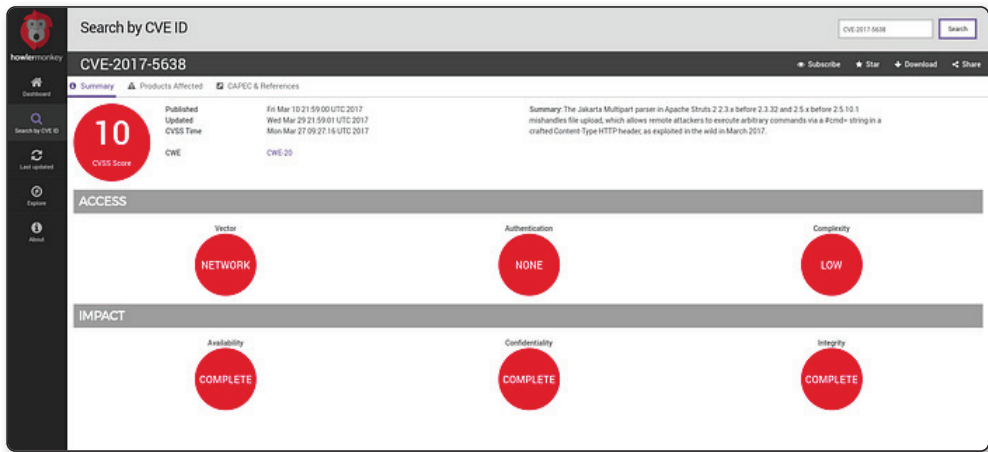 Search by CVE ID
CVE-2017-5638
Search
howlermonkey
Dashboard
Search by CVE ID
Last updated
Explore
About
CVE-2017-5638
Subscribe Star Download Share
Summary Products Affected CAPEC & References
10
CVSS Score
Published Fri Mar 10 21:59:00 UTC 2017
Updated Wed Mar 29 21:59:01 UTC 2017
CVSS Time Mon Mar 27 09:27:16 UTC 2017
CWE CWE-20
Summary: The Jakarta Multipart parser in Apache Struts 2 2.3.x before 2.3.32 and 2.5.x before 2.5.10.1
mishandles file upload, which allows remote attackers to execute arbitrary commands via a #cmd= string in a
crafted Content-Type HTTP header, as exploited in the wild in March 2017.
ACCESS
Vector Authentication Complexity
NETWORK NONE LOW
IMPACT
Availability Confidentiality Integrity
COMPLETE COMPLETE COMPLETE